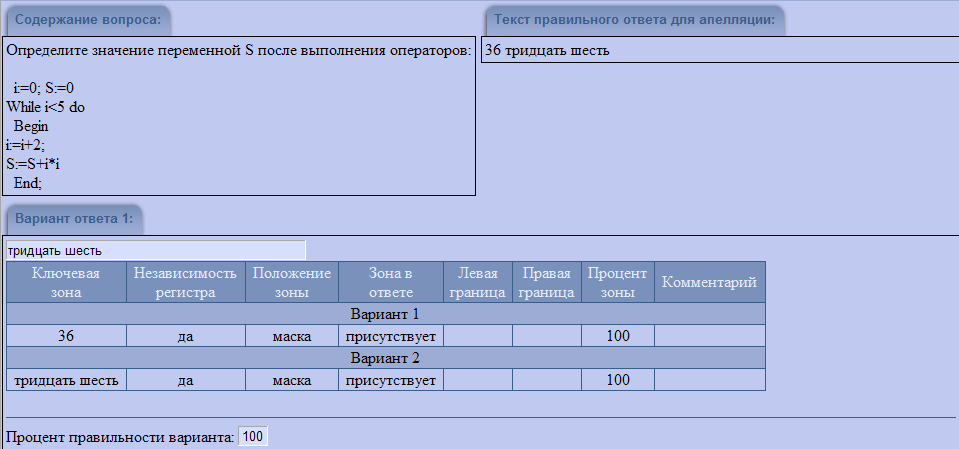 Содержание вопроса:
Текст правильного ответа для апелляции:
Определите значение переменной S после выполнения операторов:
36 тридцать шесть
i:=0; S:=0
While i<5 do
Begin
i:=i+2;
S:=S+i*i
End;
Вариант ответа 1:
тридцать шесть
Ключевая зона Независимость регистра Положение зоны Зона в ответе Левая граница Правая граница Процент зоны Комментарий
Вариант 1
36 да маска присутствует 100
Вариант 2
тридцать шесть да маска присутствует 100
Процент правильности варианта: 100